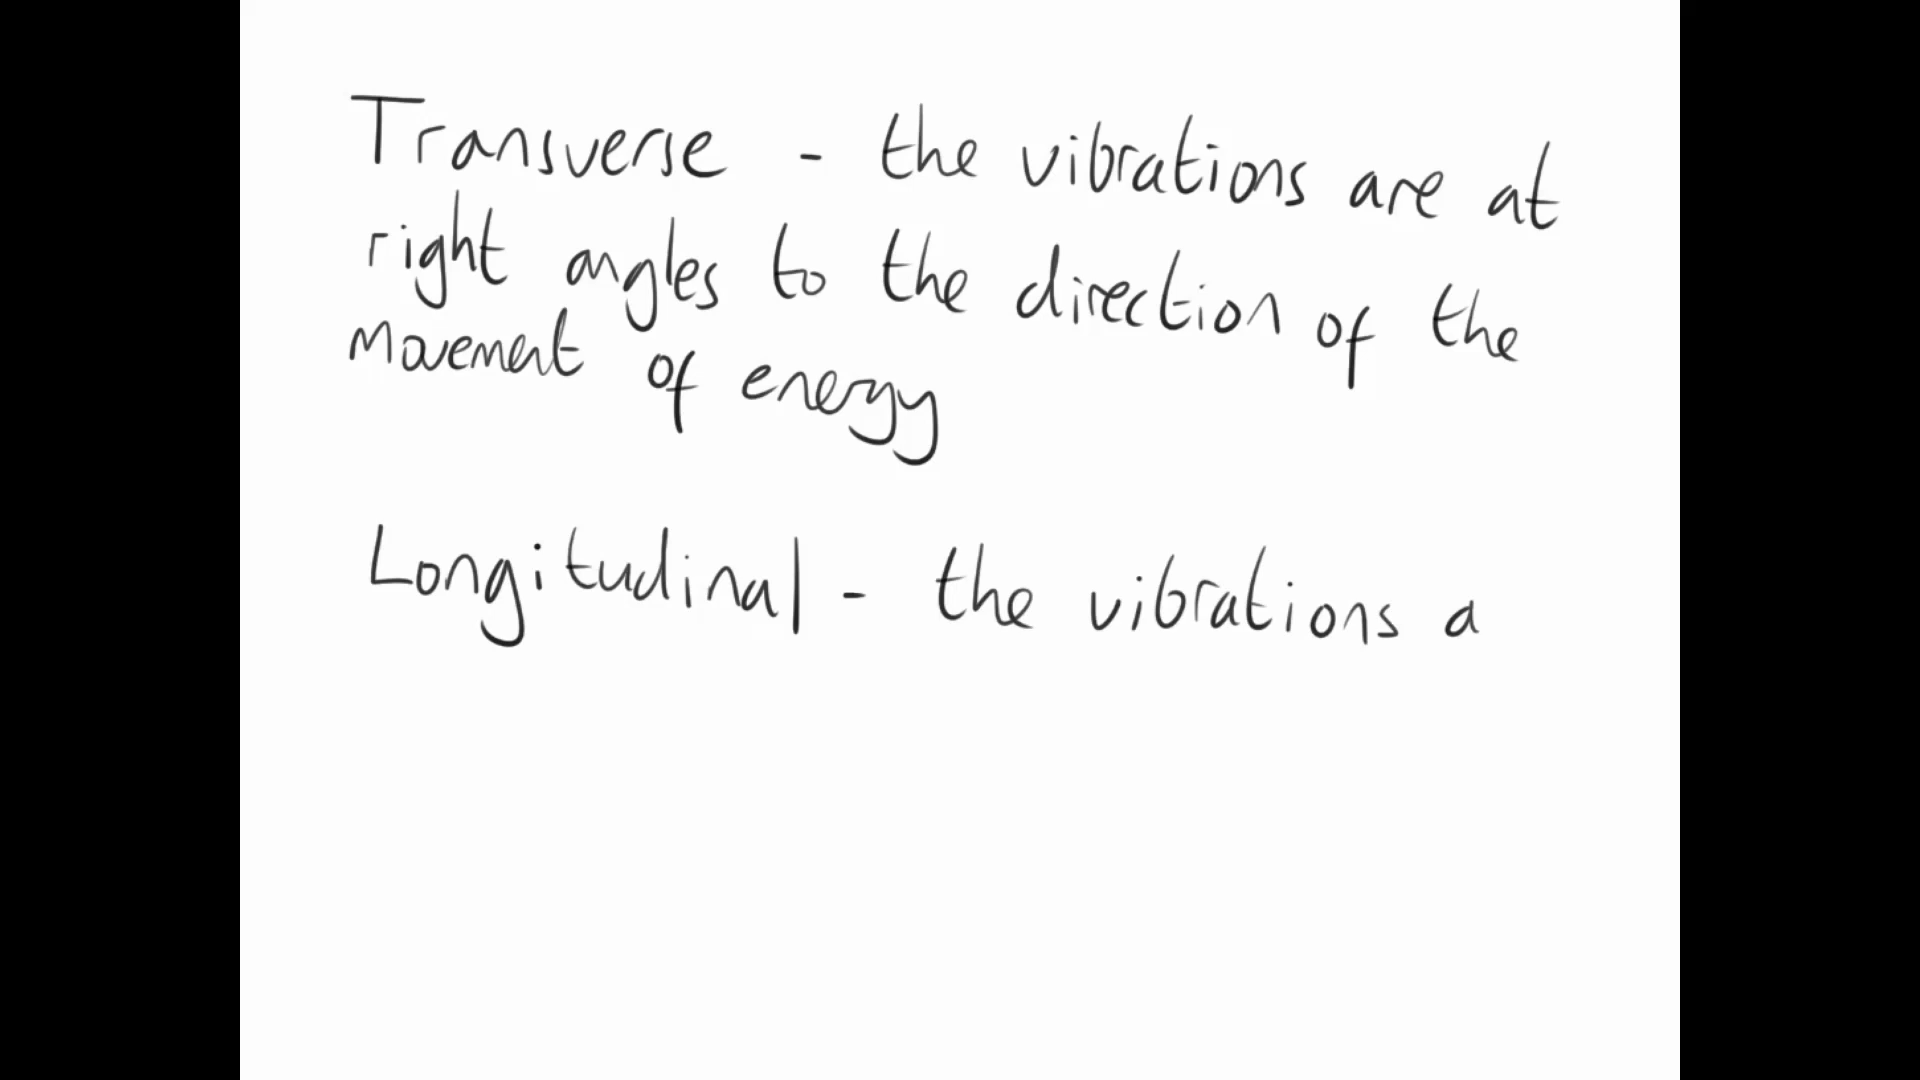 Transverse - the vibrations are at
right angles to the direction of the
movement of energy
Longitudinal - the vibrations a